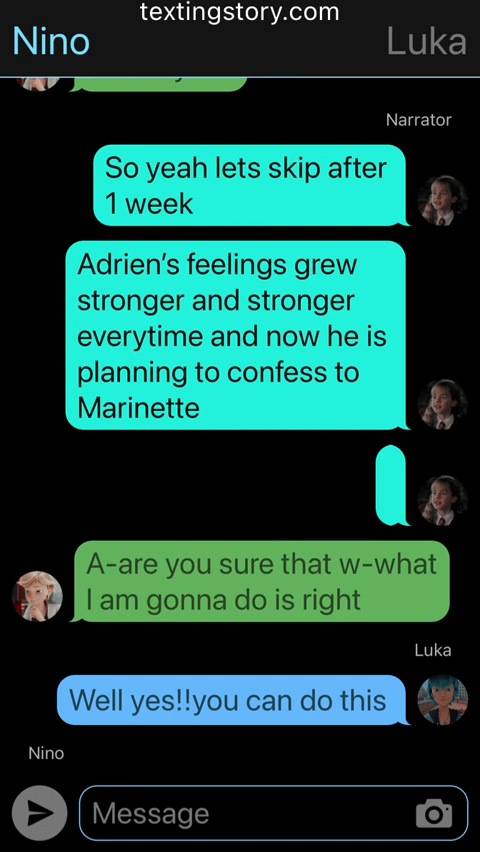 textingstory.com
Nino
Luka
Narrator
So yeah lets skip after
1 week
Adrien’s feelings grew
stronger and stronger
everytime and now he is
planning to confess to
Marinette
A-are you sure that w-what
I am gonna do is right
Luka
Well yes!!you can do this
Nino
Message